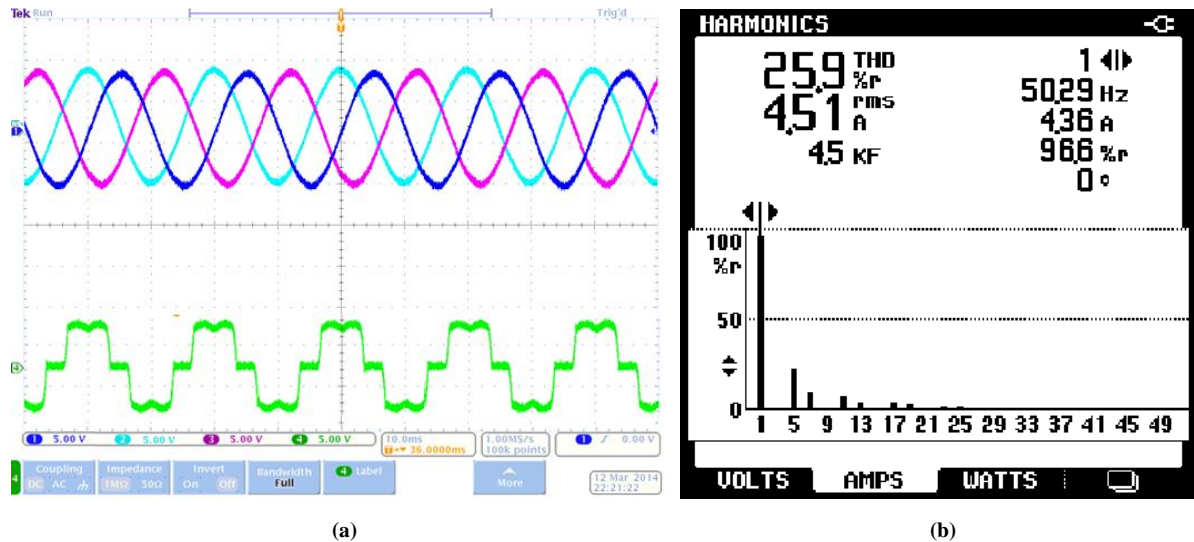 Tek Run Trig'd
1 5.00 V 2 5.00 V 3 5.00 V 4 5.00 V 10.0ms 1.00MS/s 1 0.00 V
36.0000ms 100k points
Coupling Impedance Invert Bandwidth 4 Label More
DC AC 1MΩ 50Ω On Off Full
12 Mar 2014
22:21:22
4
(a)
HARMONICS
25.9 THD %r
4.51 rms A
4.5 KF
1
50.29 Hz
4.36 A
96.6 %r
0 °
100
%r
50
0
1 5 9 13 17 21 25 29 33 37 41 45 49
VOLTS AMPS WATTS
(b)